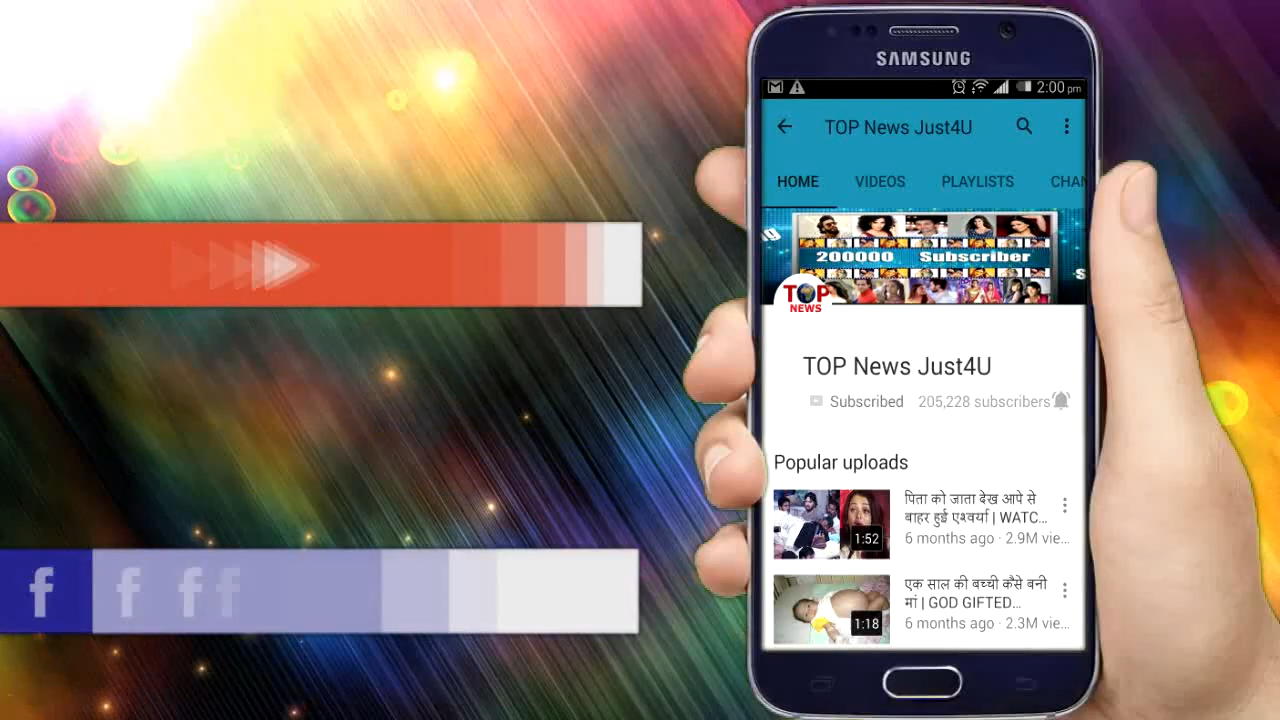 SAMSUNG
2:00 pm
TOP News Just4U
HOME VIDEOS PLAYLISTS CHAN
200000 Subscriber
TOP
NEWS
TOP News Just4U
Subscribed 205,228 subscribers
Popular uploads
पिता को जाता देख आपे से
बाहर हुई एश्वर्या | WATC...
1:52
6 months ago · 2.9M vie...
एक साल की बच्ची कैसे बनी
मां | GOD GIFTED...
1:18
6 months ago · 2.3M vie...
f f f f